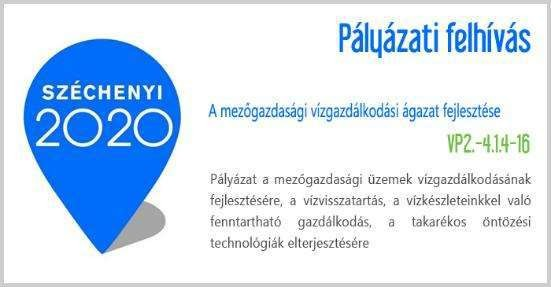 Pályázati felhívás
SZÉCHENYI
2020
A mezőgazdasági vízgazdálkodási ágazat fejlesztése
VP2.-4.1.4-16
Pályázat a mezőgazdasági üzemek vízgazdálkodásának
fejlesztésére, a vízvisszatartás, a vízkészleteinkkel való
fenntartható gazdálkodás, a takarékos öntözési
technológiák elterjesztésére